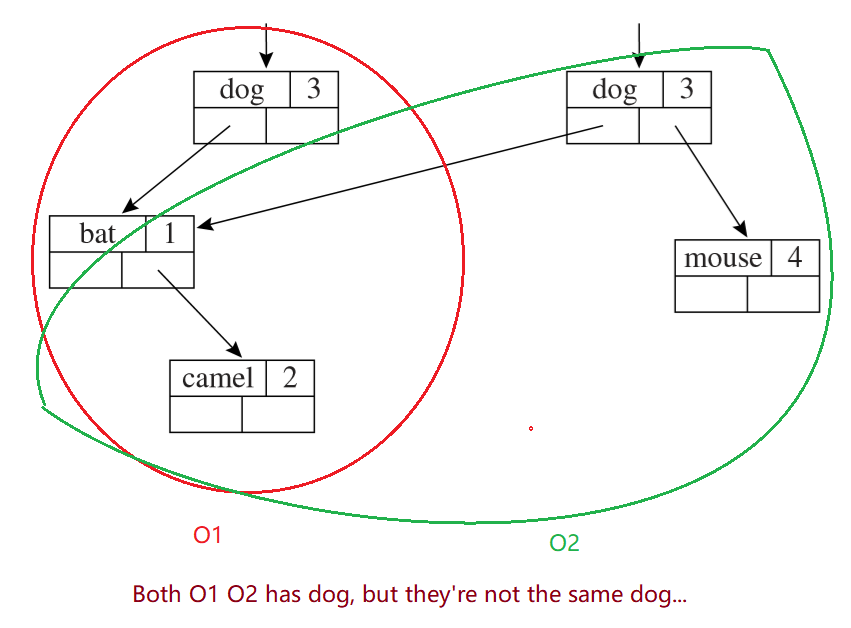 dog 3
dog 3
bat 1
mouse 4
camel 2
O1
O2
Both O1 O2 has dog, but they're not the same dog...